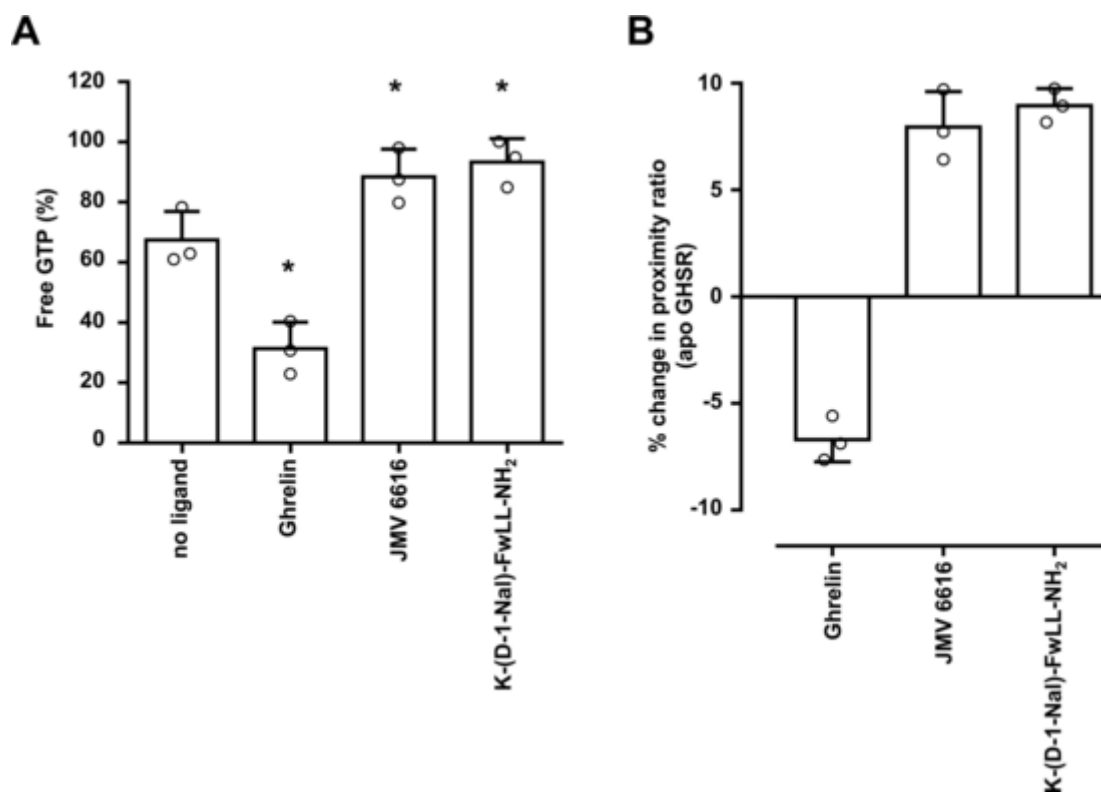 A
B
Free GTP (%)
120
100
80
60
40
20
0
*
*
*
no ligand
Ghrelin
JMV 6616
K-(D-1-Nal)-FwLL-NH₂
% change in proximity ratio
(apo GHSR)
10
5
0
-5
-10
Ghrelin
JMV 6616
K-(D-1-Nal)-FwLL-NH₂